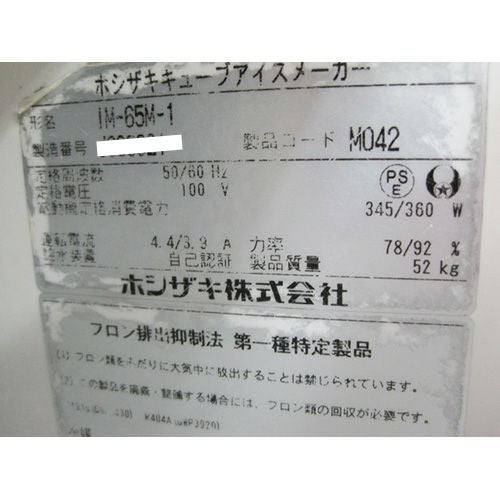 ホシザキキューブアイスメーカー
形名 IM-65M-1
製造番号 製品コード M042
定格周波数 50/60 Hz
定格電圧 100 V
電動機定格消費電力 345/360 W
PS E
運転電流 4.4/3.9 A 力率 78/92 %
給水装置 自己認証 製品質量 52 kg
ホシザキ株式会社
フロン排出抑制法 第一種特定製品
(1) フロン類をみだりに大気中に放出することは禁じられています。
(2) この製品を廃棄・整備する場合には、フロン類の回収が必要です。
R404A(GWP3920)